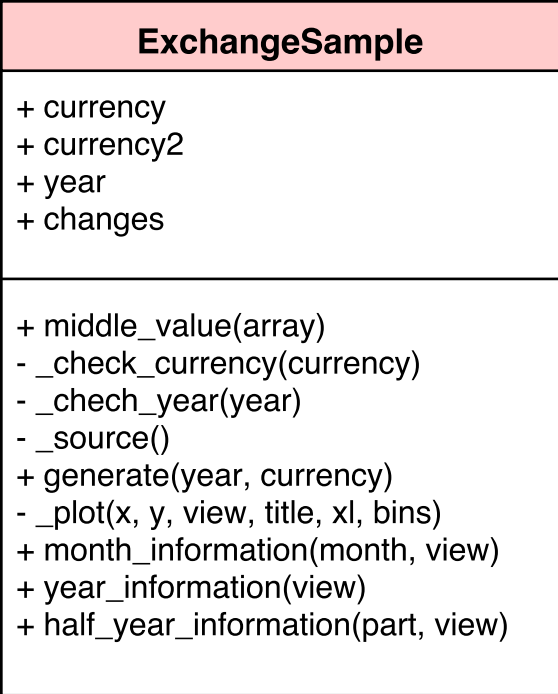 ExchangeSample
+ currency
+ currency2
+ year
+ changes
+ middle_value(array)
- _check_currency(currency)
- _chech_year(year)
- _source()
+ generate(year, currency)
- _plot(x, y, view, title, xl, bins)
+ month_information(month, view)
+ year_information(view)
+ half_year_information(part, view)